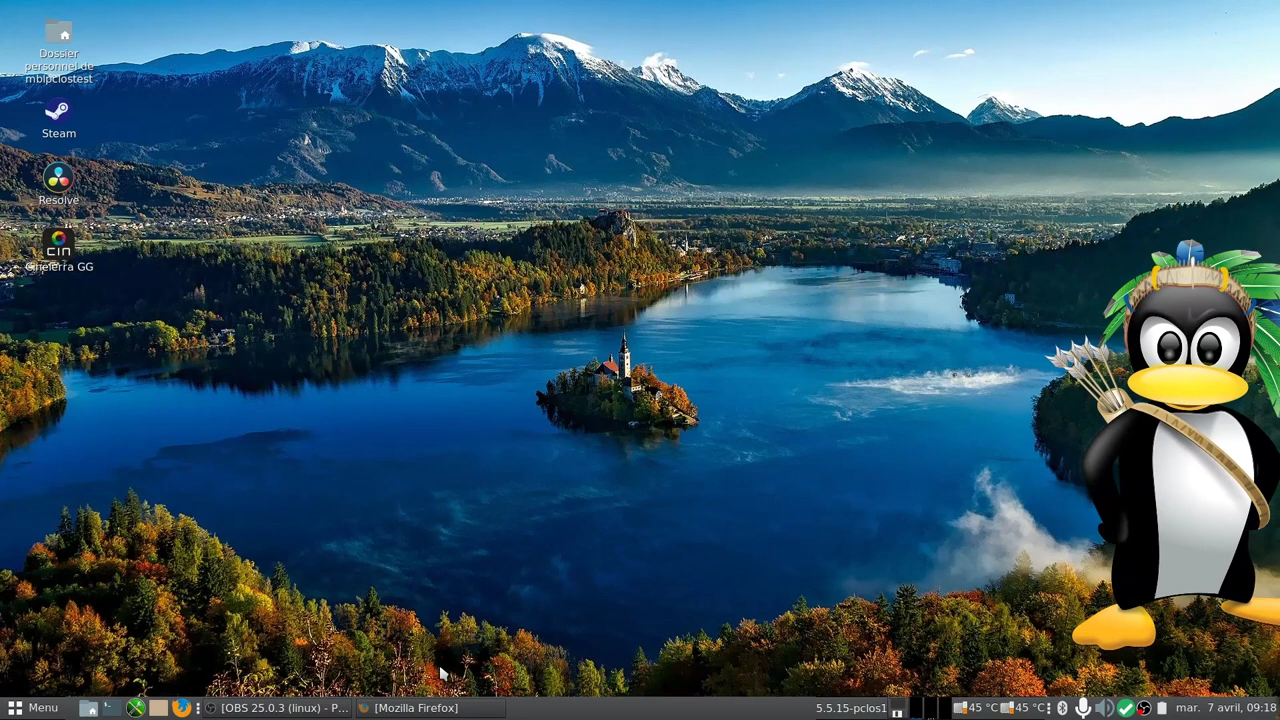 Dossier
personnel de
mblpclostest
Steam
Resolve
CIN
Cinelerra GG
Menu
[OBS 25.0.3 (linux) - P...
[Mozilla Firefox]
5.5.15-pclos1
45 °C
45 °C
mar. 7 avril, 09:18